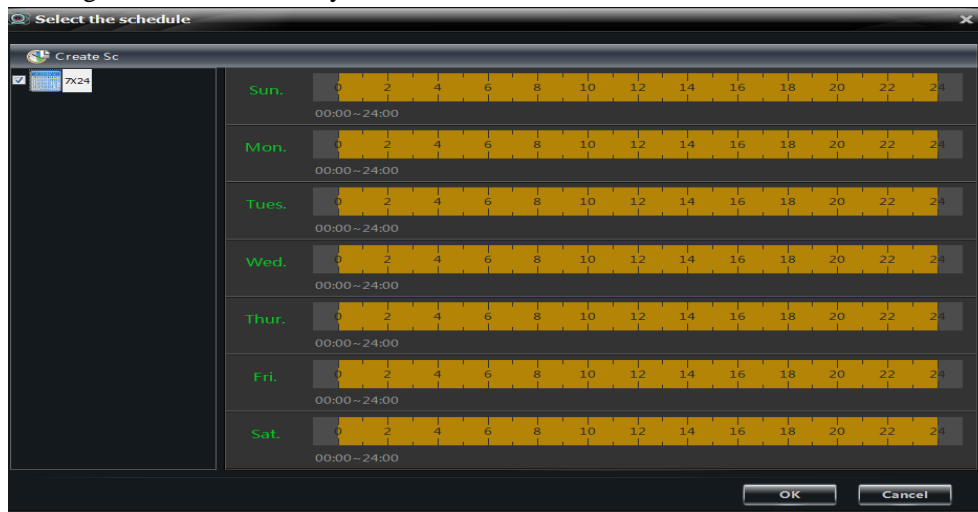 Select the schedule
Create Sc
7X24
Sun. 0 2 4 6 8 10 12 14 16 18 20 22 24
00:00~24:00
Mon. 0 2 4 6 8 10 12 14 16 18 20 22 24
00:00~24:00
Tues. 0 2 4 6 8 10 12 14 16 18 20 22 24
00:00~24:00
Wed. 0 2 4 6 8 10 12 14 16 18 20 22 24
00:00~24:00
Thur. 0 2 4 6 8 10 12 14 16 18 20 22 24
00:00~24:00
Fri. 0 2 4 6 8 10 12 14 16 18 20 22 24
00:00~24:00
Sat. 0 2 4 6 8 10 12 14 16 18 20 22 24
00:00~24:00
OK Cancel